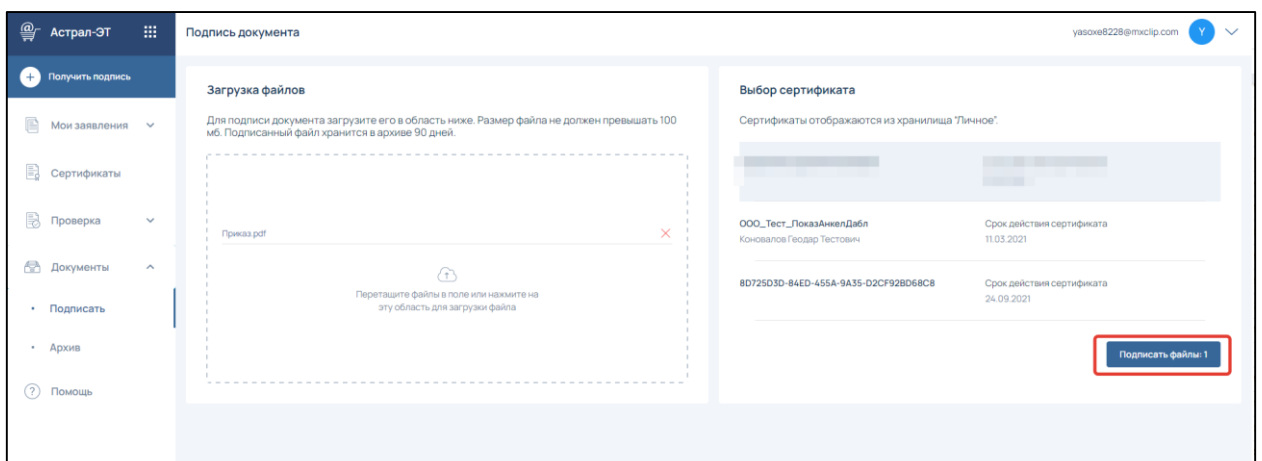 Астрал-ЭТ
Подпись документа
yasoxe8228@mxclip.com
Y
Получить подпись
Мои заявления
Сертификаты
Проверка
Документы
Подписать
Архив
Помощь
Загрузка файлов
Для подписи документа загрузите его в область ниже. Размер файла не должен превышать 100
мб. Подписанный файл хранится в архиве 90 дней.
Приказ.pdf
Перетащите файлы в поле или нажмите на
эту область для загрузки файла
Выбор сертификата
Сертификаты отображаются из хранилища "Личное".
ООО_Тест_ПоказАнкелДабл
Коновалов Геодар Тестович
Срок действия сертификата
11.03.2021
8D725D3D-84ED-455A-9A35-D2CF92BD68C8
Срок действия сертификата
24.09.2021
Подписать файлы: 1